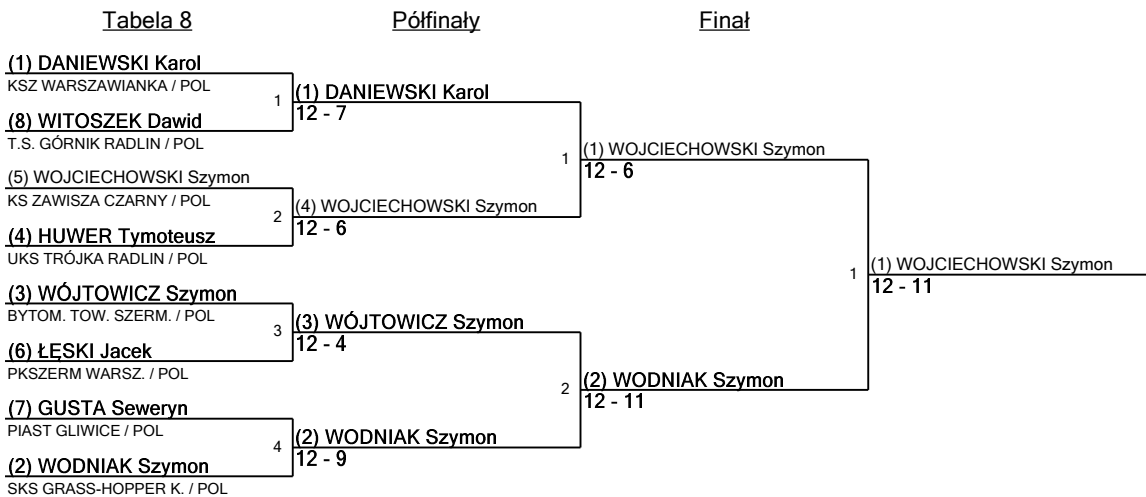 Tabela 8
Półfinały
Finał
(1) DANIEWSKI Karol
KSZ WARSZAWIANKA / POL
(8) WITOSZEK Dawid
T.S. GÓRNIK RADLIN / POL
(5) WOJCIECHOWSKI Szymon
KS ZAWISZA CZARNY / POL
(4) HUWER Tymoteusz
UKS TRÓJKA RADLIN / POL
(3) WÓJTOWICZ Szymon
BYTOM. TOW. SZERM. / POL
(6) ŁĘSKI Jacek
PKSZERM WARSZ. / POL
(7) GUSTA Seweryn
PIAST GLIWICE / POL
(2) WODNIAK Szymon
SKS GRASS-HOPPER K. / POL
1
(1) DANIEWSKI Karol
12 - 7
2
(4) WOJCIECHOWSKI Szymon
12 - 6
3
(3) WÓJTOWICZ Szymon
12 - 4
4
(2) WODNIAK Szymon
12 - 9
1
(1) WOJCIECHOWSKI Szymon
12 - 6
2
(2) WODNIAK Szymon
12 - 11
1
(1) WOJCIECHOWSKI Szymon
12 - 11